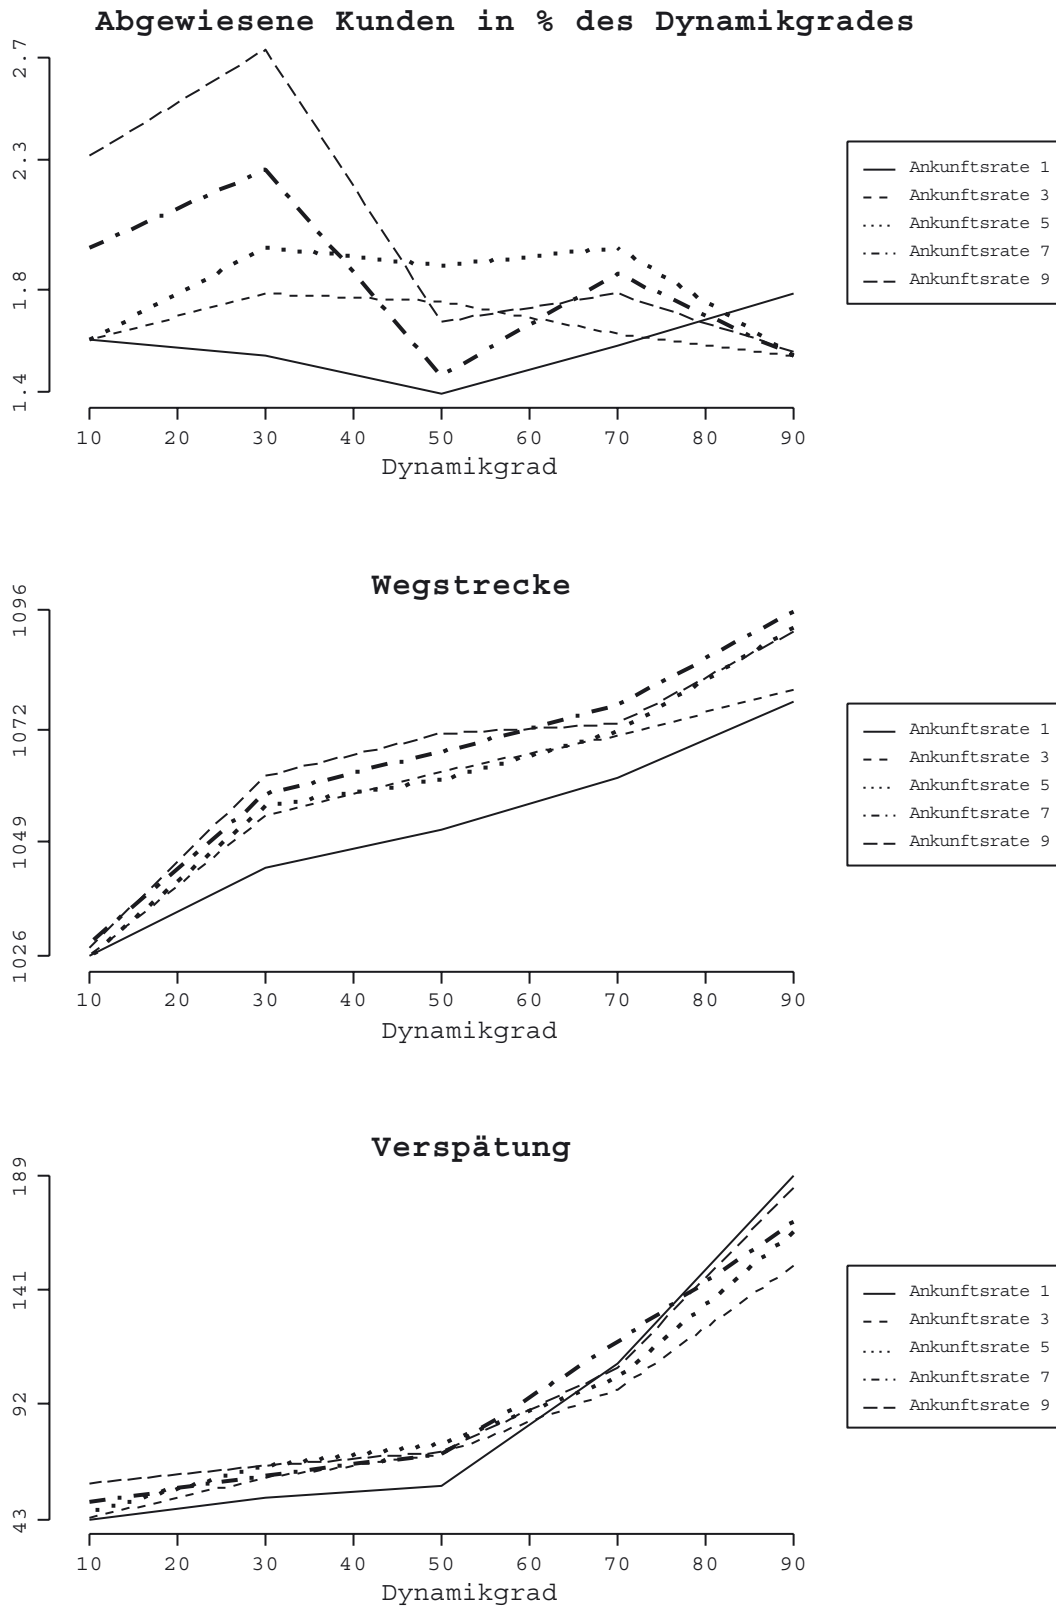 Abgewiesene Kunden in % des Dynamikgrades
2.7
2.3
1.8
1.4
10 20 30 40 50 60 70 80 90
Dynamikgrad
Ankunftsrate 1
Ankunftsrate 3
Ankunftsrate 5
Ankunftsrate 7
Ankunftsrate 9
Wegstrecke
1096
1072
1049
1026
10 20 30 40 50 60 70 80 90
Dynamikgrad
Ankunftsrate 1
Ankunftsrate 3
Ankunftsrate 5
Ankunftsrate 7
Ankunftsrate 9
Verspätung
189
141
92
43
10 20 30 40 50 60 70 80 90
Dynamikgrad
Ankunftsrate 1
Ankunftsrate 3
Ankunftsrate 5
Ankunftsrate 7
Ankunftsrate 9